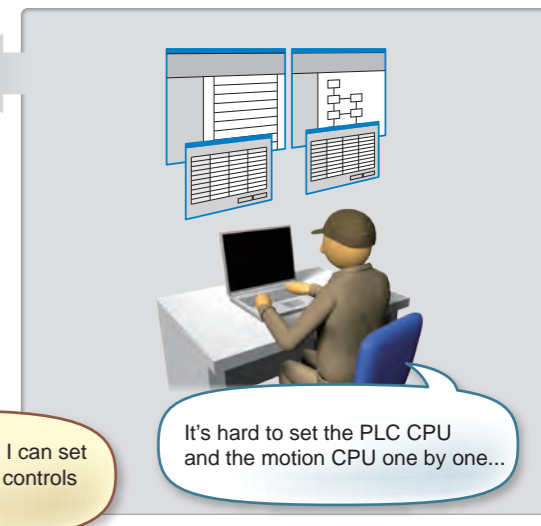 I can set
controls
It's hard to set the PLC CPU
and the motion CPU one by one...